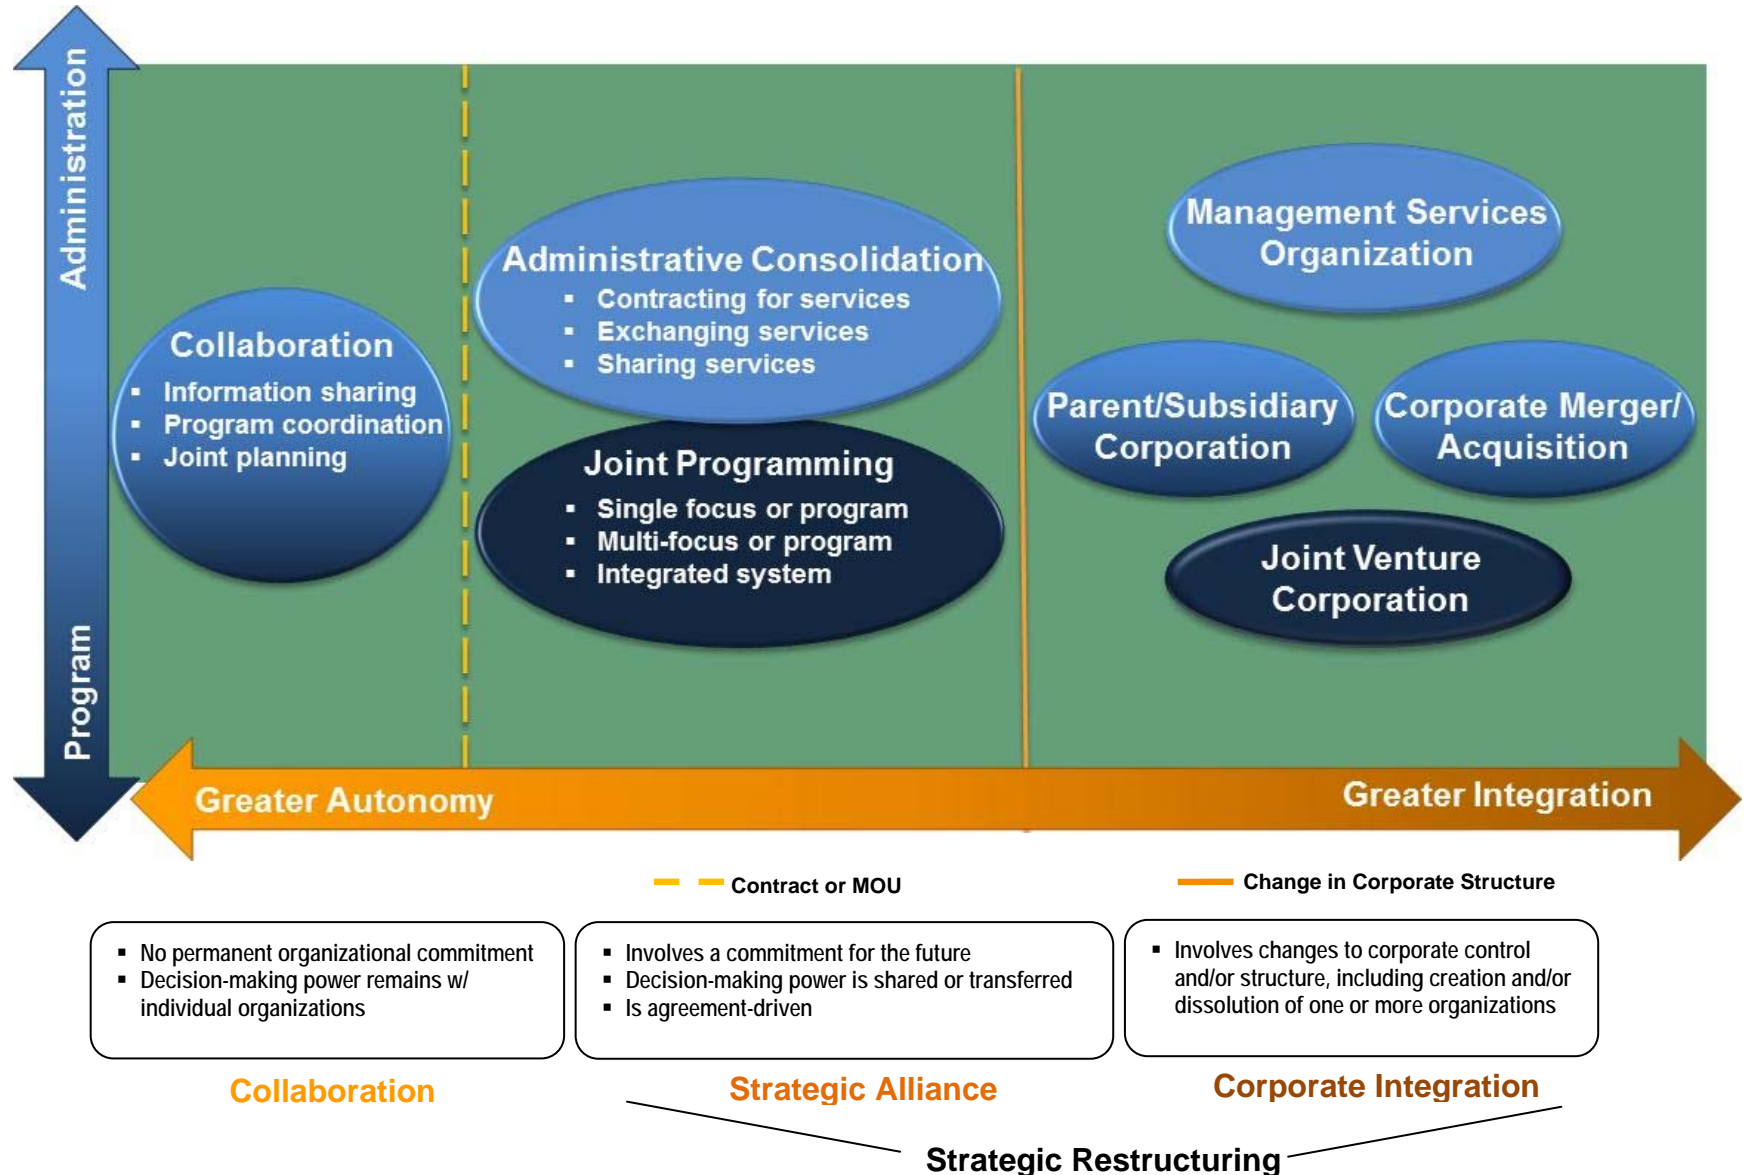 Administration
Program
Collaboration
▪ Information sharing
▪ Program coordination
▪ Joint planning
Administrative Consolidation
▪ Contracting for services
▪ Exchanging services
▪ Sharing services
Joint Programming
▪ Single focus or program
▪ Multi-focus or program
▪ Integrated system
Management Services
Organization
Parent/Subsidiary
Corporation
Corporate Merger/
Acquisition
Joint Venture
Corporation
Greater Autonomy
Greater Integration
Contract or MOU
Change in Corporate Structure
▪ No permanent organizational commitment
▪ Decision-making power remains w/
individual organizations
▪ Involves a commitment for the future
▪ Decision-making power is shared or transferred
▪ Is agreement-driven
▪ Involves changes to corporate control
and/or structure, including creation and/or
dissolution of one or more organizations
Collaboration
Strategic Alliance
Corporate Integration
Strategic Restructuring